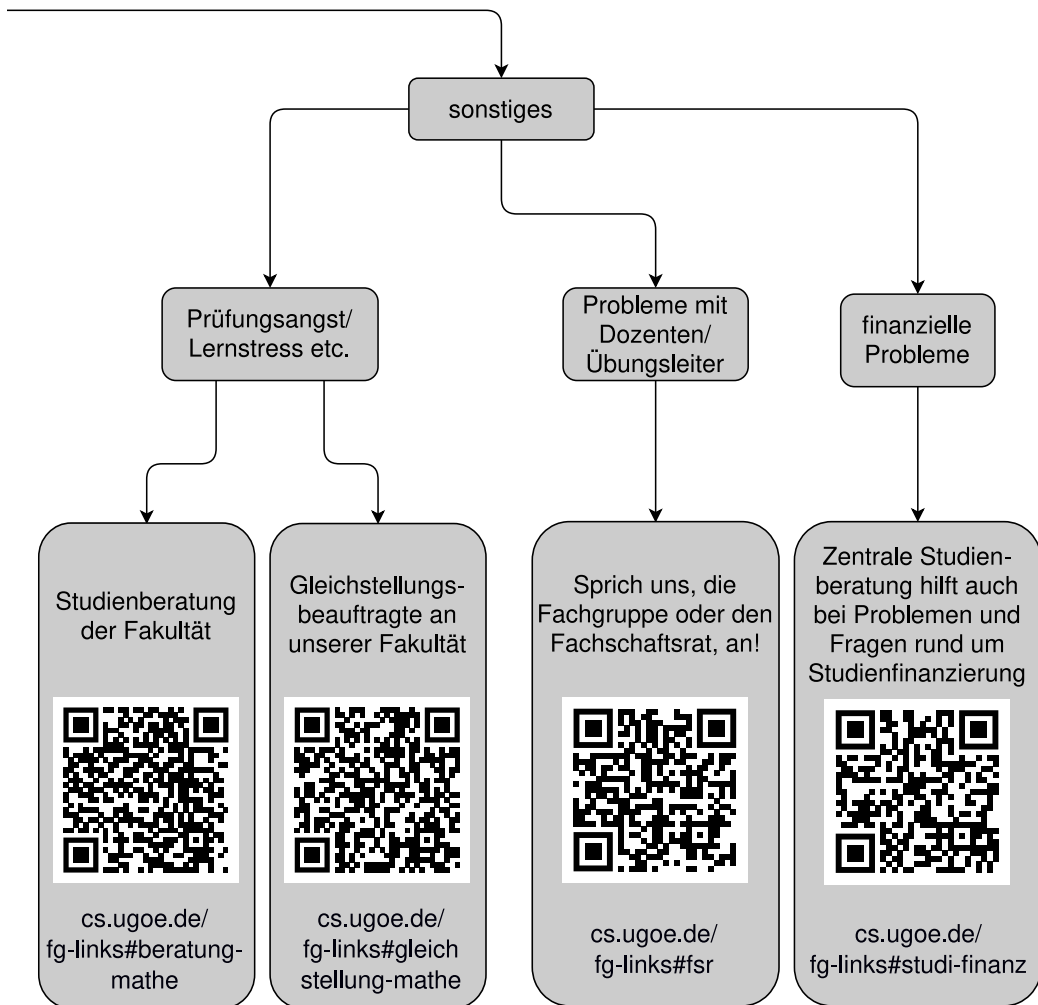 sonstiges
Prüfungsangst/
Lernstress etc.
Probleme mit
Dozenten/
Übungsleiter
finanzielle
Probleme
Studienberatung
der Fakultät
cs.ugoe.de/
fg-links#beratung-
mathe
Gleichstellungs-
beauftragte an
unserer Fakultät
cs.ugoe.de/
fg-links#gleich
stellung-mathe
Sprich uns, die
Fachgruppe oder den
Fachschaftsrat, an!
cs.ugoe.de/
fg-links#fsr
Zentrale Studien-
beratung hilft auch
bei Problemen und
Fragen rund um
Studienfinanzierung
cs.ugoe.de/
fg-links#studi-finanz